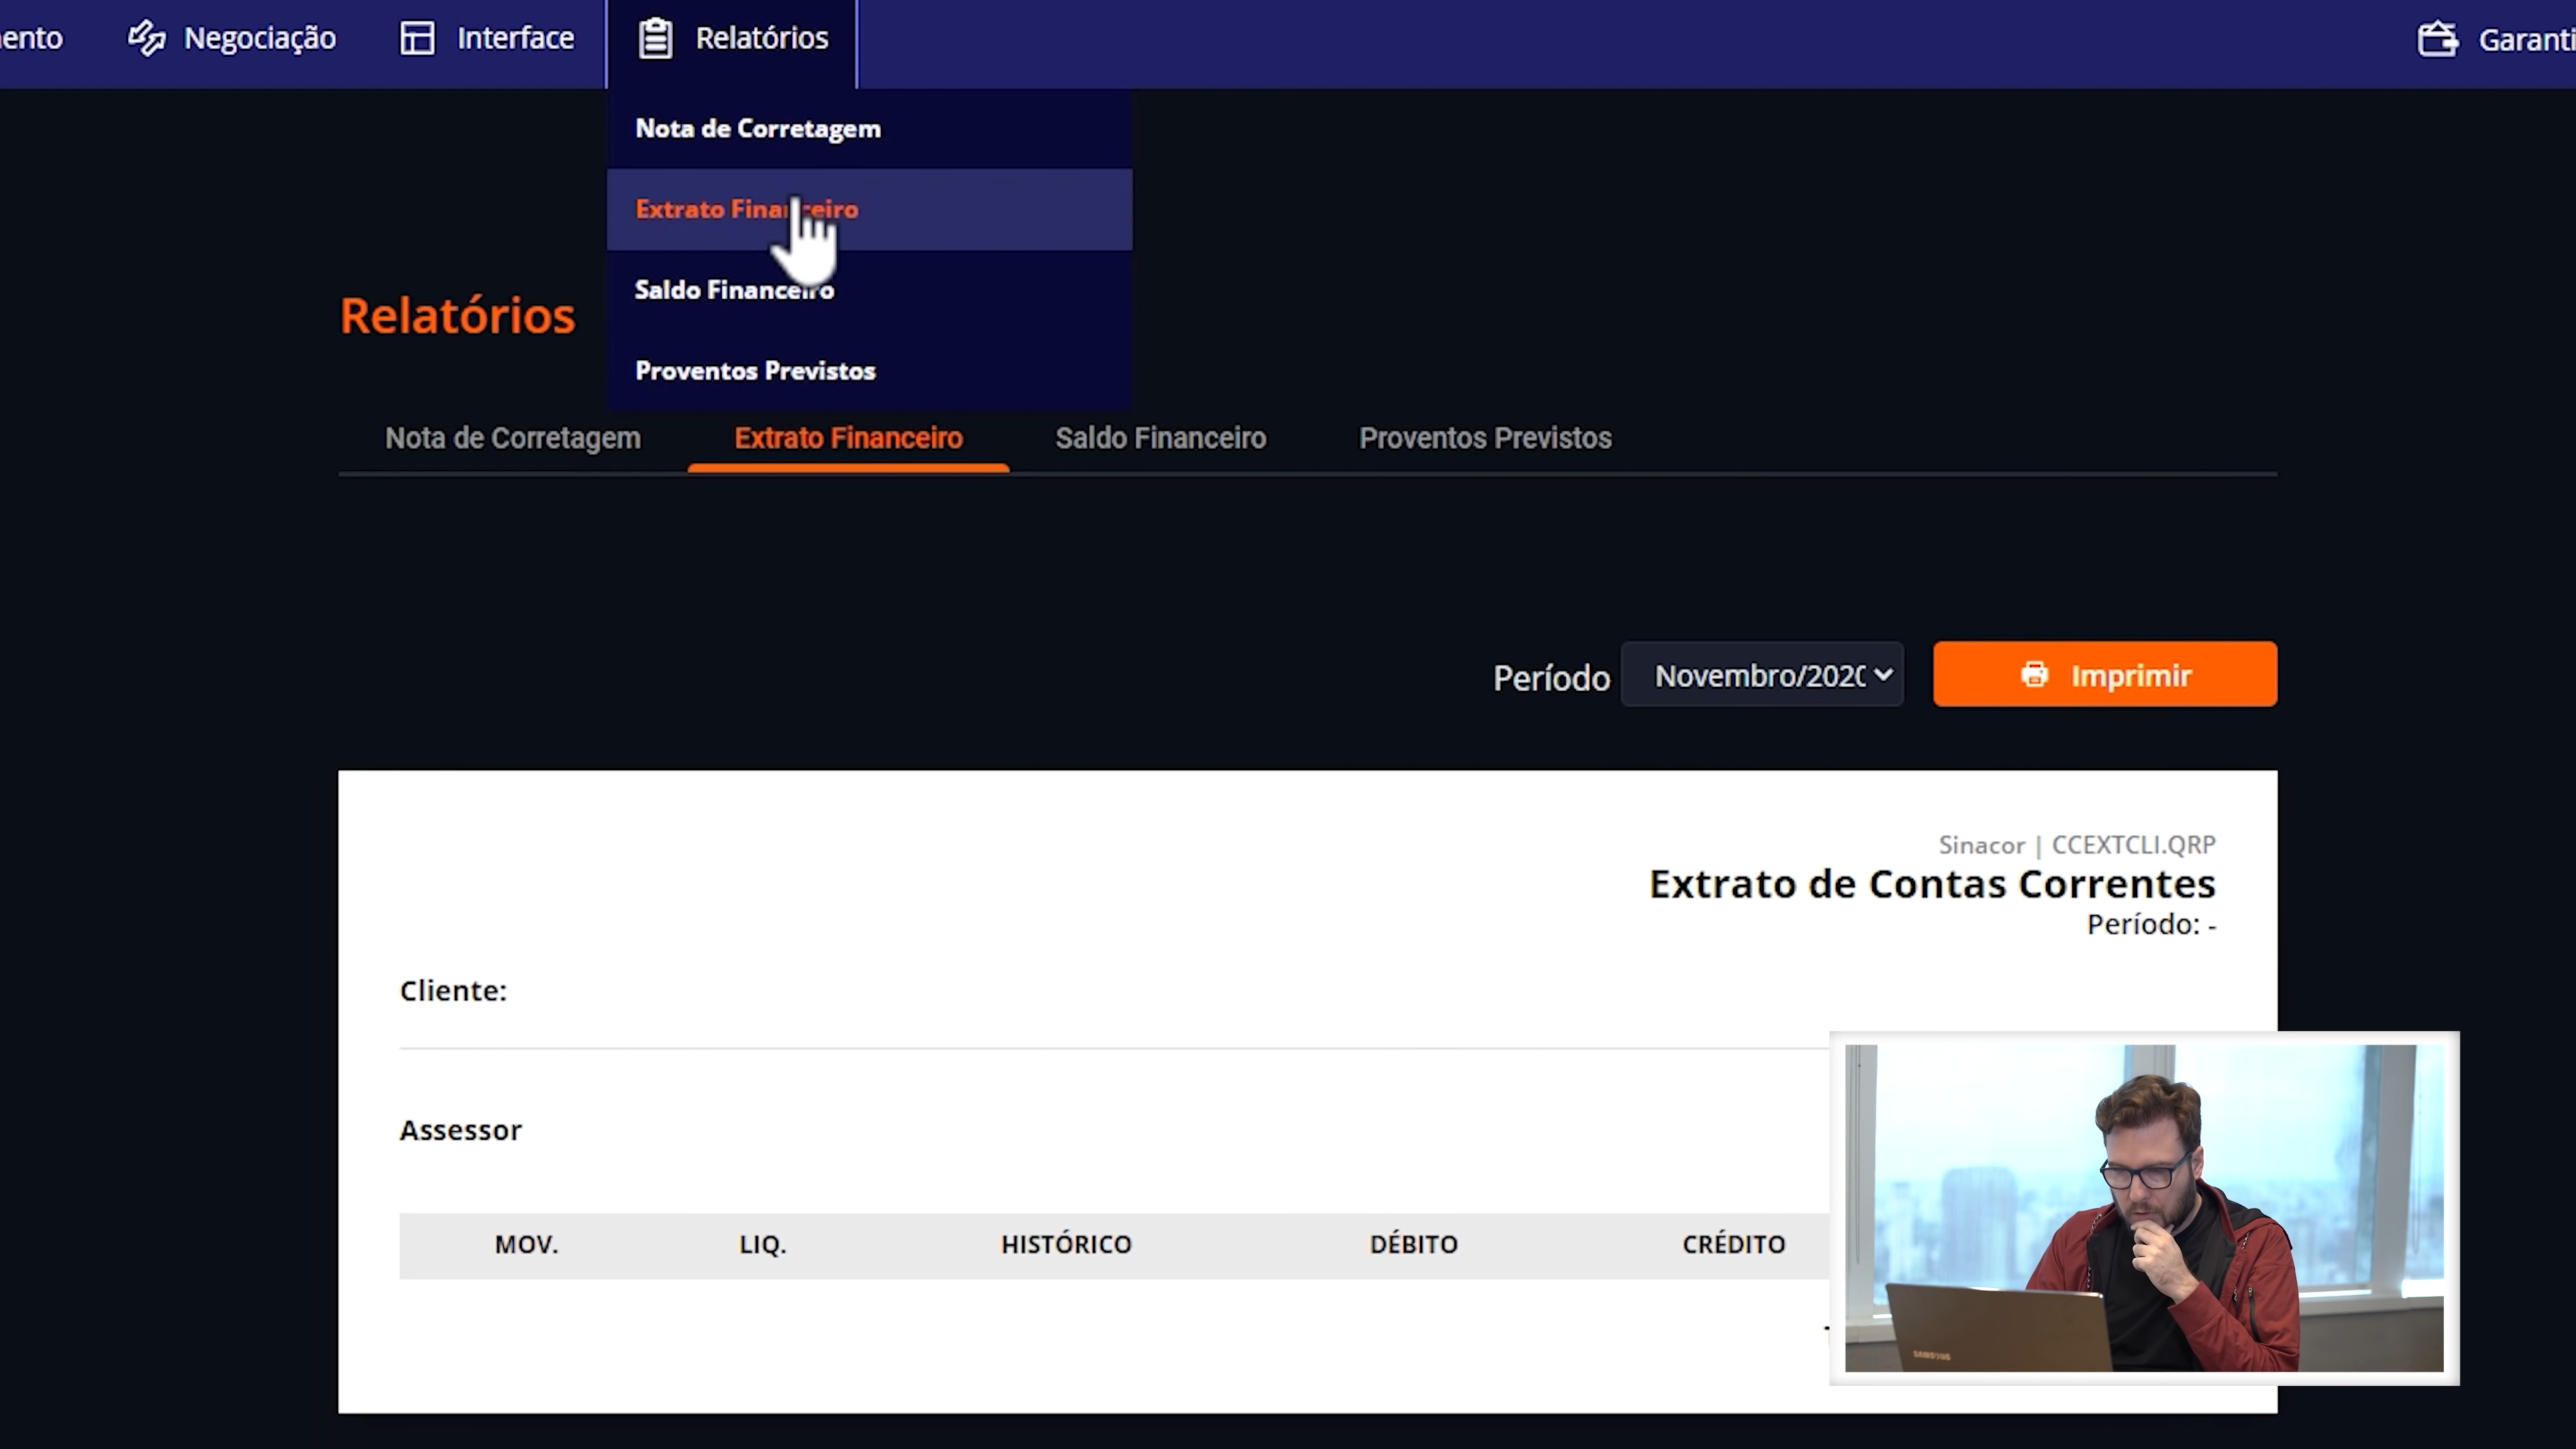 ento
Negociação
Interface
Relatórios
Garanti
Nota de Corretagem
Extrato Financeiro
Saldo Financeiro
Proventos Previstos
Relatórios
Nota de Corretagem
Extrato Financeiro
Saldo Financeiro
Proventos Previstos
Período
Novembro/2020
Imprimir
Sinacor | CCEXTCLI.QRP
Extrato de Contas Correntes
Período: -
Cliente:
Assessor
MOV.
LIQ.
HISTÓRICO
DÉBITO
CRÉDITO
SAMSUNG